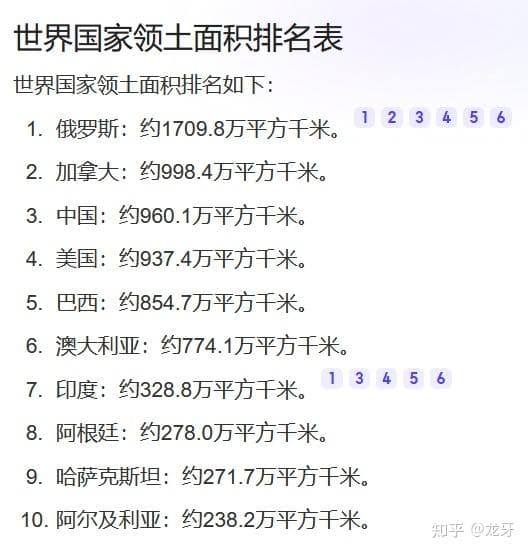 世界国家领土面积排名表
世界国家领土面积排名如下：
1. 俄罗斯：约1709.8万平方千米。 1 2 3 4 5 6
2. 加拿大：约998.4万平方千米。
3. 中国：约960.1万平方千米。
4. 美国：约937.4万平方千米。
5. 巴西：约854.7万平方千米。
6. 澳大利亚：约774.1万平方千米。
7. 印度：约328.8万平方千米。 1 3 4 5 6
8. 阿根廷：约278.0万平方千米。
9. 哈萨克斯坦：约271.7万平方千米。
10. 阿尔及利亚：约238.2万平方千米。
知乎 @龙牙